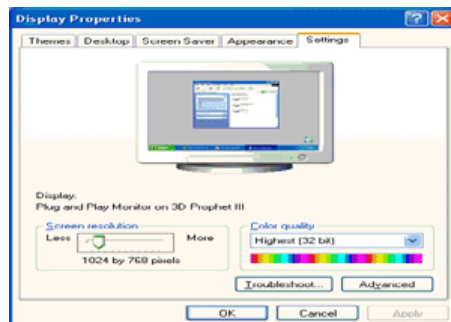 Display Properties
Themes Desktop Screen Saver Appearance Settings
Display:
Plug and Play Monitor on 3D Prophet III
Screen resolution
Less More
1024 by 768 pixels
Color quality
Highest (32 bit)
Troubleshoot... Advanced
OK Cancel Apply